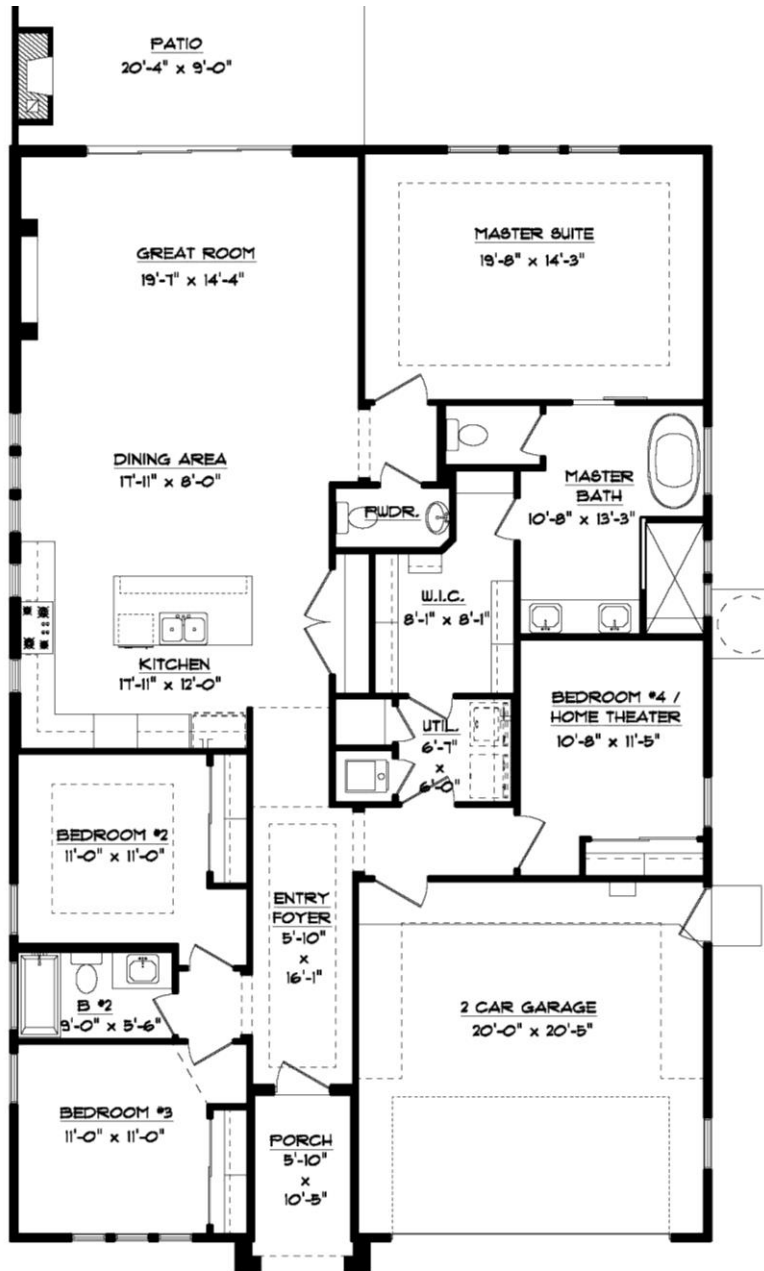 PATIO
20'-4" x 9'-0"
GREAT ROOM
19'-7" x 14'-4"
MASTER SUITE
19'-8" x 14'-3"
DINING AREA
17'-11" x 8'-0"
PWDR.
MASTER
BATH
10'-8" x 13'-3"
W.I.C.
8'-1" x 8'-1"
KITCHEN
17'-11" x 12'-0"
UTIL.
6'-7"
x
6'-0"
BEDROOM #4 /
HOME THEATER
10'-8" x 11'-5"
BEDROOM #2
11'-0" x 11'-0"
ENTRY
FOYER
5'-10"
x
16'-1"
B #2
9'-0" x 5'-6"
2 CAR GARAGE
20'-0" x 20'-5"
BEDROOM #3
11'-0" x 11'-0"
PORCH
5'-10"
x
10'-5"